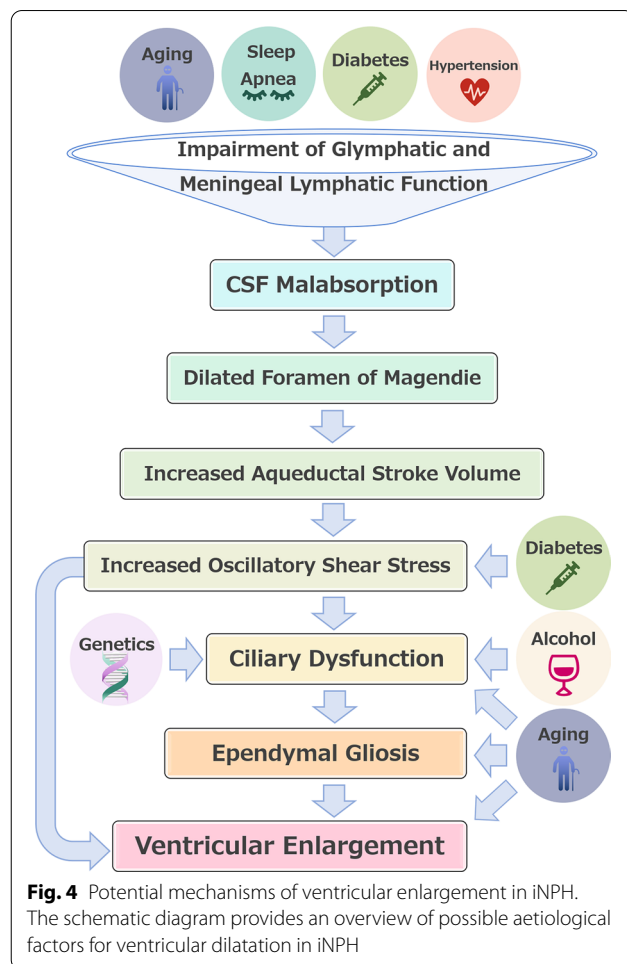 Aging
Sleep
Apnea
Diabetes
Hypertension
Impairment of Glymphatic and
Meningeal Lymphatic Function
CSF Malabsorption
Dilated Foramen of Magendie
Increased Aqueductal Stroke Volume
Increased Oscillatory Shear Stress
Diabetes
Genetics
Ciliary Dysfunction
Alcohol
Ependymal Gliosis
Aging
Ventricular Enlargement
Fig. 4 Potential mechanisms of ventricular enlargement in iNPH.
The schematic diagram provides an overview of possible aetiological
factors for ventricular dilatation in iNPH